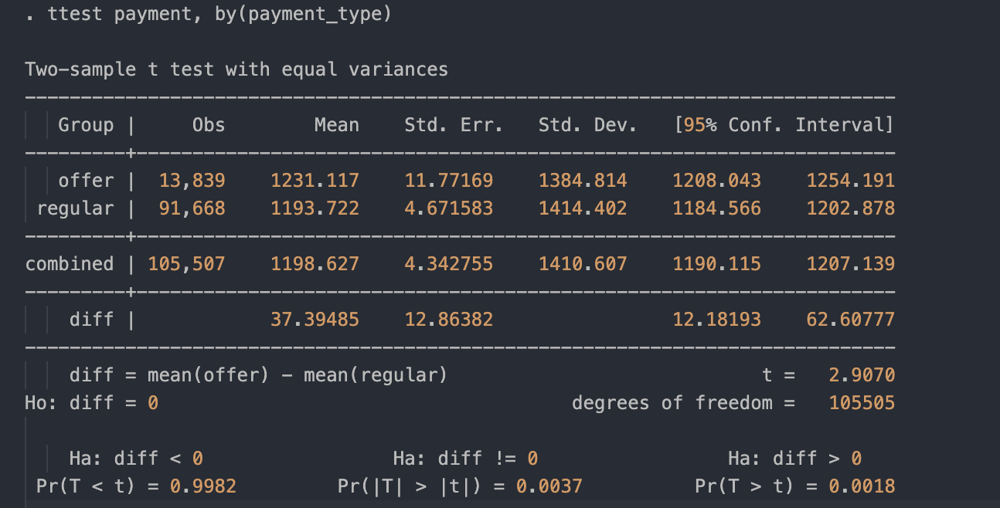 . ttest payment, by(payment_type)
Two-sample t test with equal variances
------------------------------------------------------------------------------
Group | Obs Mean Std. Err. Std. Dev. [95% Conf. Interval]
---------+--------------------------------------------------------------------
offer | 13,839 1231.117 11.77169 1384.814 1208.043 1254.191
regular | 91,668 1193.722 4.671583 1414.402 1184.566 1202.878
---------+--------------------------------------------------------------------
combined | 105,507 1198.627 4.342755 1410.607 1190.115 1207.139
---------+--------------------------------------------------------------------
diff | 37.39485 12.86382 12.18193 62.60777
------------------------------------------------------------------------------
diff = mean(offer) - mean(regular) t = 2.9070
Ho: diff = 0 degrees of freedom = 105505
Ha: diff < 0 Ha: diff != 0 Ha: diff > 0
Pr(T < t) = 0.9982 Pr(|T| > |t|) = 0.0037 Pr(T > t) = 0.0018